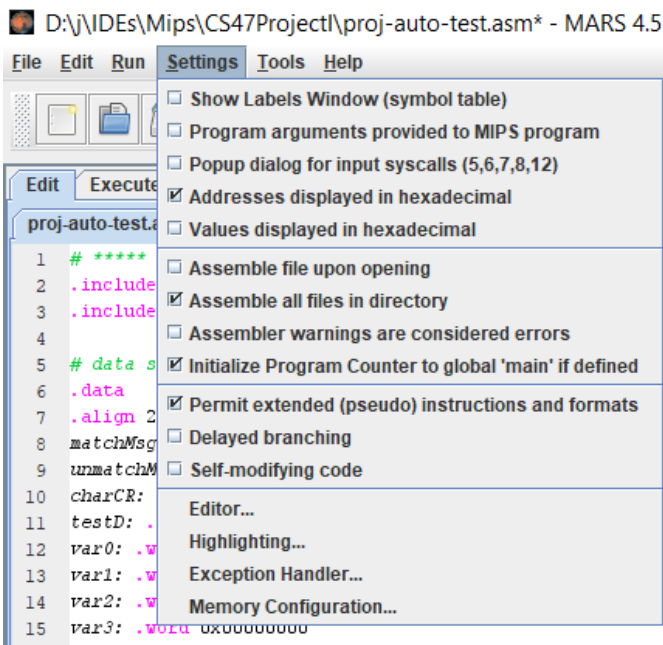 D:\j\IDEs\Mips\CS47ProjectI\proj-auto-test.asm* - MARS 4.5
File Edit Run Settings Tools Help
Show Labels Window (symbol table)
Program arguments provided to MIPS program
Popup dialog for input syscalls (5,6,7,8,12)
Addresses displayed in hexadecimal
Values displayed in hexadecimal
Assemble file upon opening
Assemble all files in directory
Assembler warnings are considered errors
Initialize Program Counter to global 'main' if defined
Permit extended (pseudo) instructions and formats
Delayed branching
Self-modifying code
Editor...
Highlighting...
Exception Handler...
Memory Configuration...
Edit Execute
proj-auto-test.a
1 # *****
2 .include
3 .include
4
5 # data s
6 .data
7 .align 2
8 matchMsg
9 unmatchM
10 charCR:
11 testD: .
12 var0: .w
13 var1: .w
14 var2: .w
15 var3: .word 0x00000000